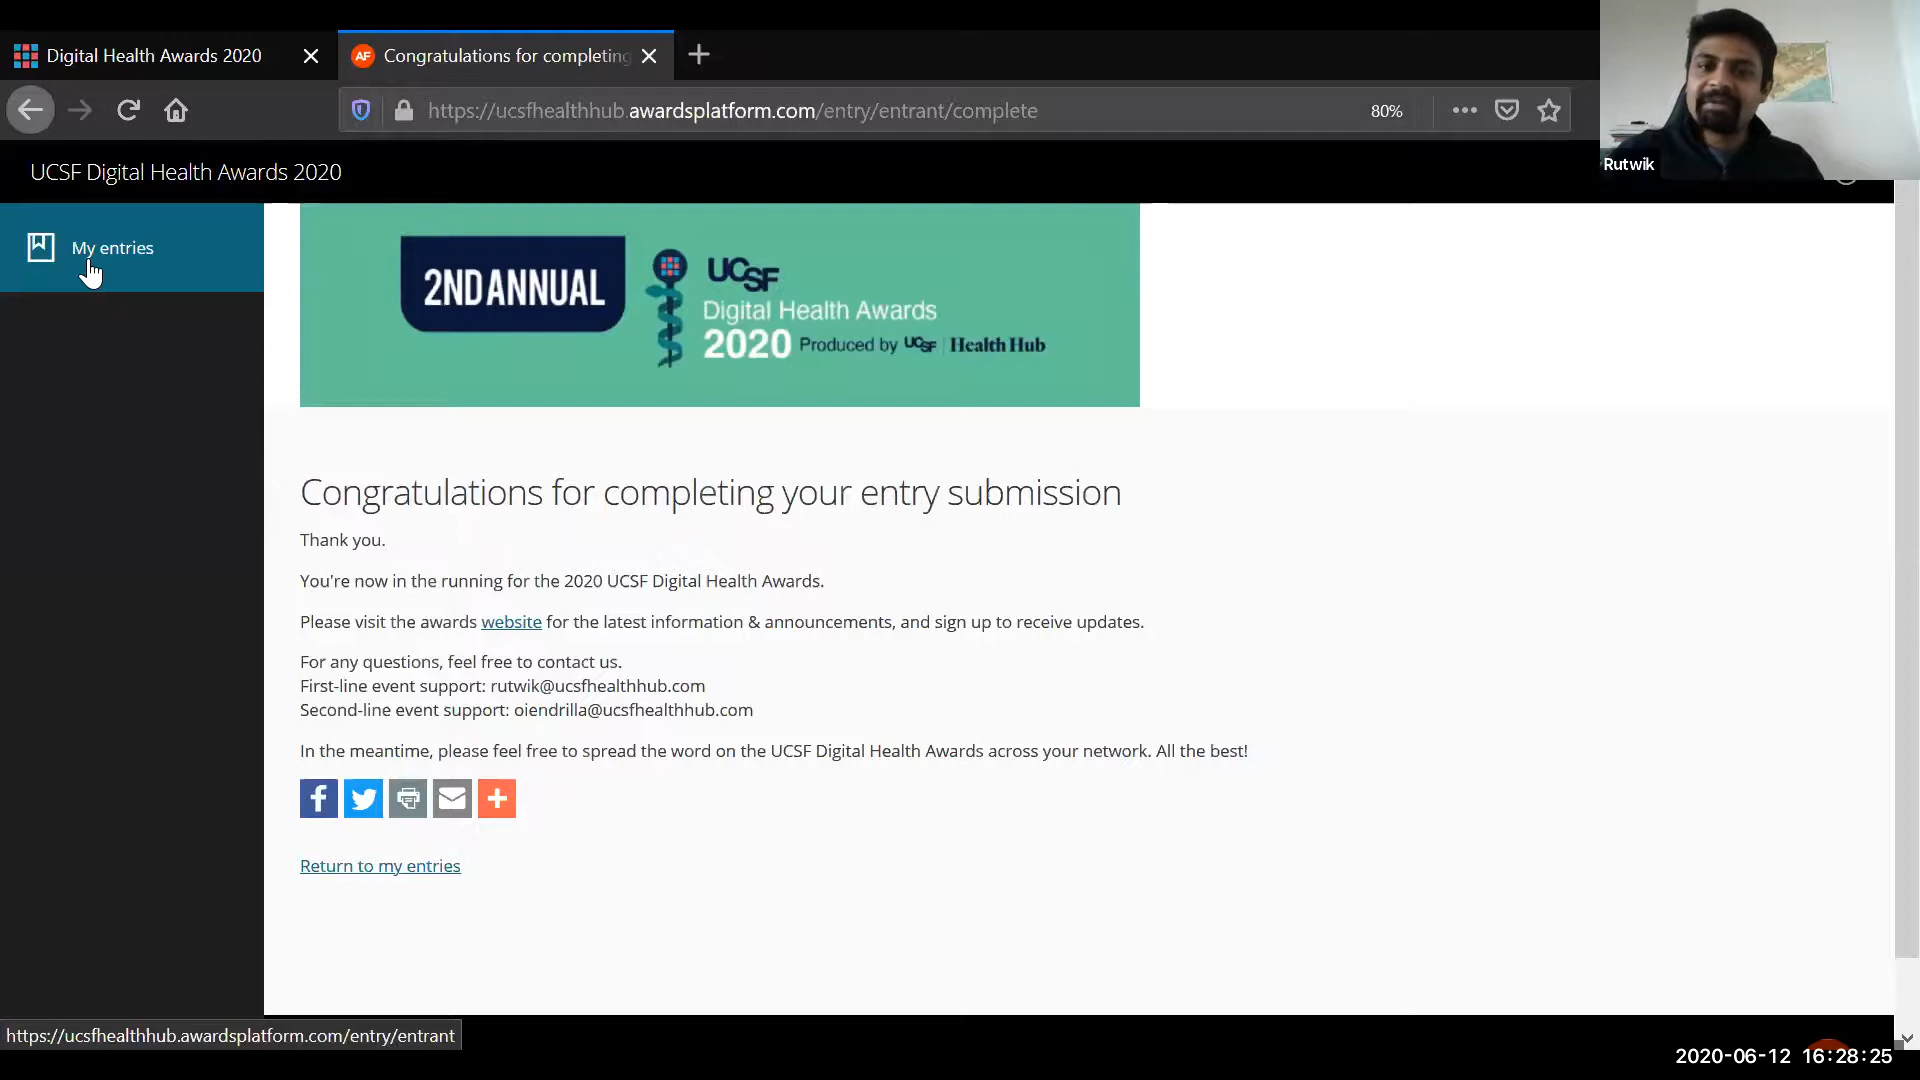 Digital Health Awards 2020
AF Congratulations for completing
https://ucsfhealthhub.awardsplatform.com/entry/entrant/complete
80%
Rutwik
UCSF Digital Health Awards 2020
My entries
2ND ANNUAL
UCSF
Digital Health Awards
2020 Produced by UCSF Health Hub
Congratulations for completing your entry submission
Thank you.
You're now in the running for the 2020 UCSF Digital Health Awards.
Please visit the awards website for the latest information & announcements, and sign up to receive updates.
For any questions, feel free to contact us.
First-line event support: rutwik@ucsfhealthhub.com
Second-line event support: oiendrilla@ucsfhealthhub.com
In the meantime, please feel free to spread the word on the UCSF Digital Health Awards across your network. All the best!
Return to my entries
https://ucsfhealthhub.awardsplatform.com/entry/entrant
2020-06-12 16:28:25